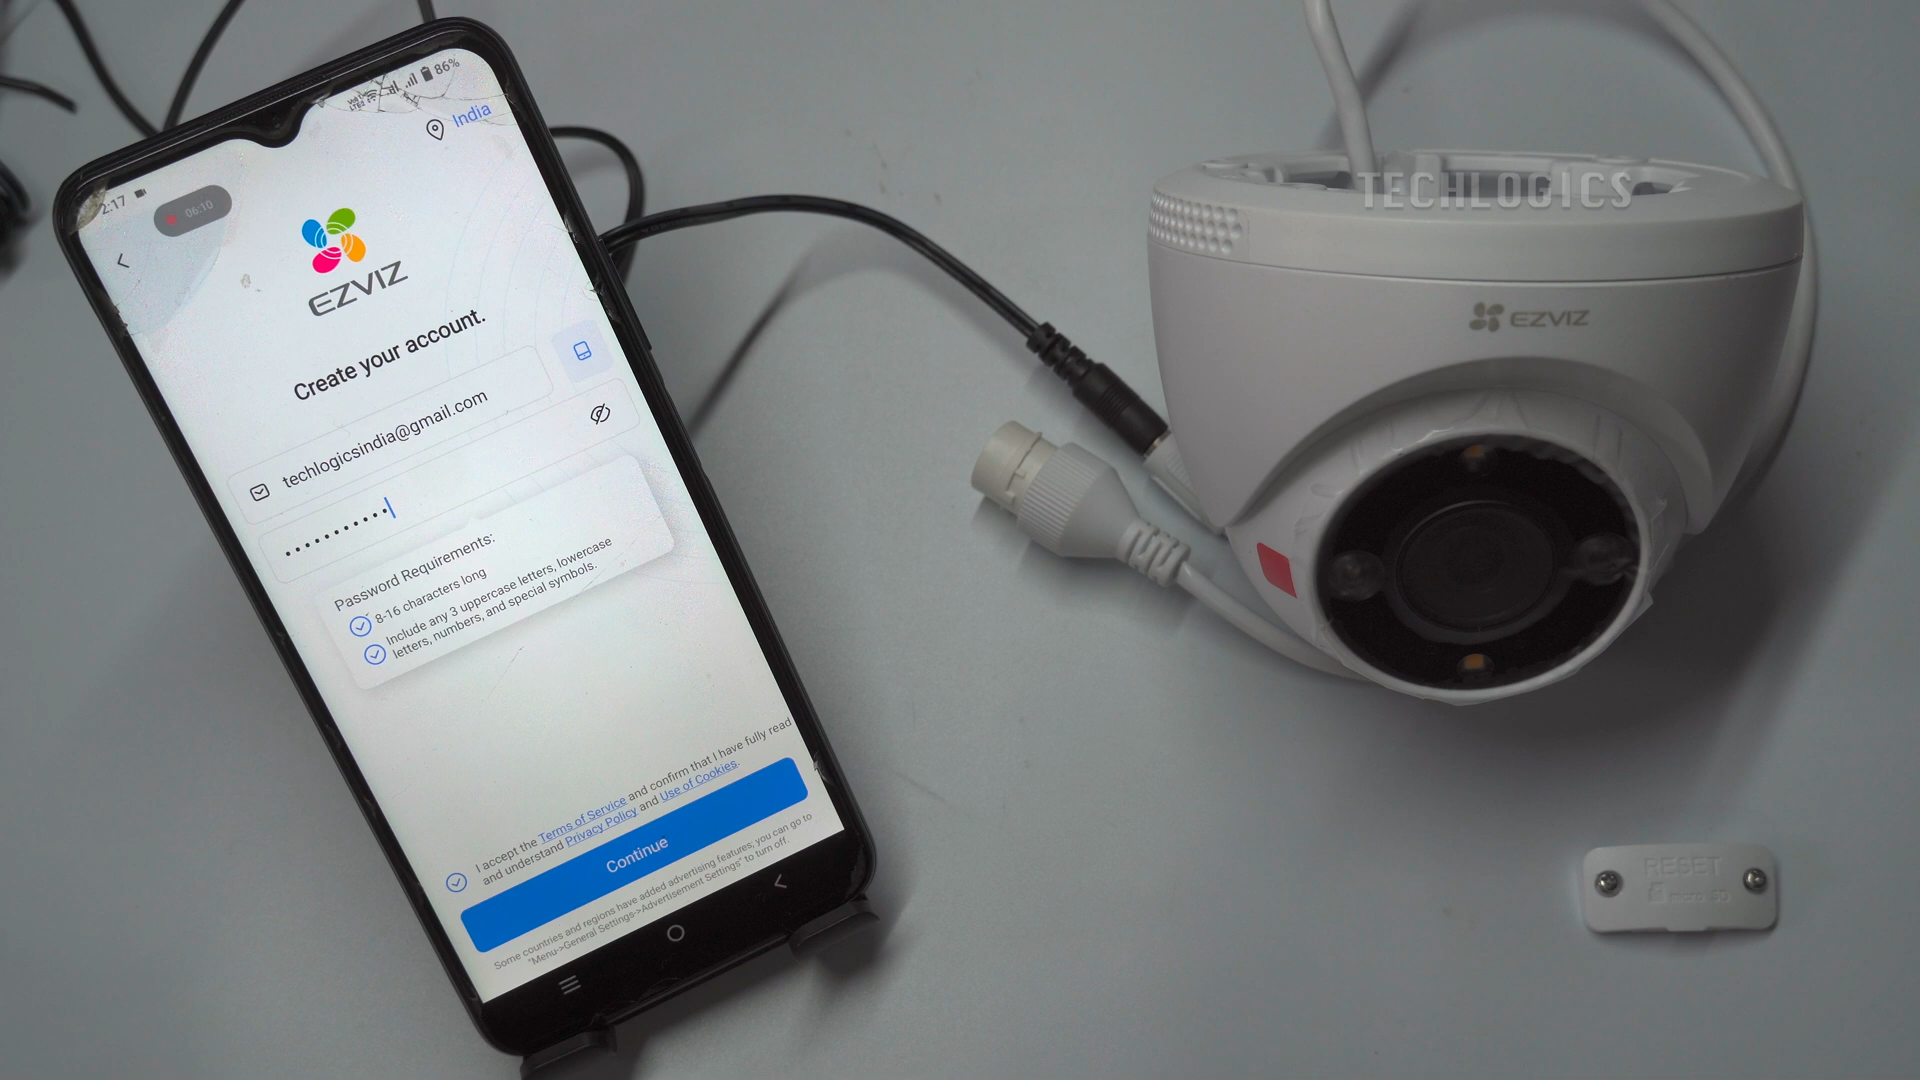 2:17
06:10
86%
India
EZVIZ
Create your account.
techlogicsindia@gmail.com
•••••••••••
Password Requirements:
8-16 characters long
Include any 3 uppercase letters, lowercase
letters, numbers, and special symbols.
I accept the Terms of Service and confirm that I have fully read
and understand Privacy Policy and Use of Cookies.
Continue
Some countries and regions have added advertising features, you can go to
"Menu->General Settings->Advertisement Settings" to turn off.
TECHLOGICS
EZVIZ
RESET
micro SD